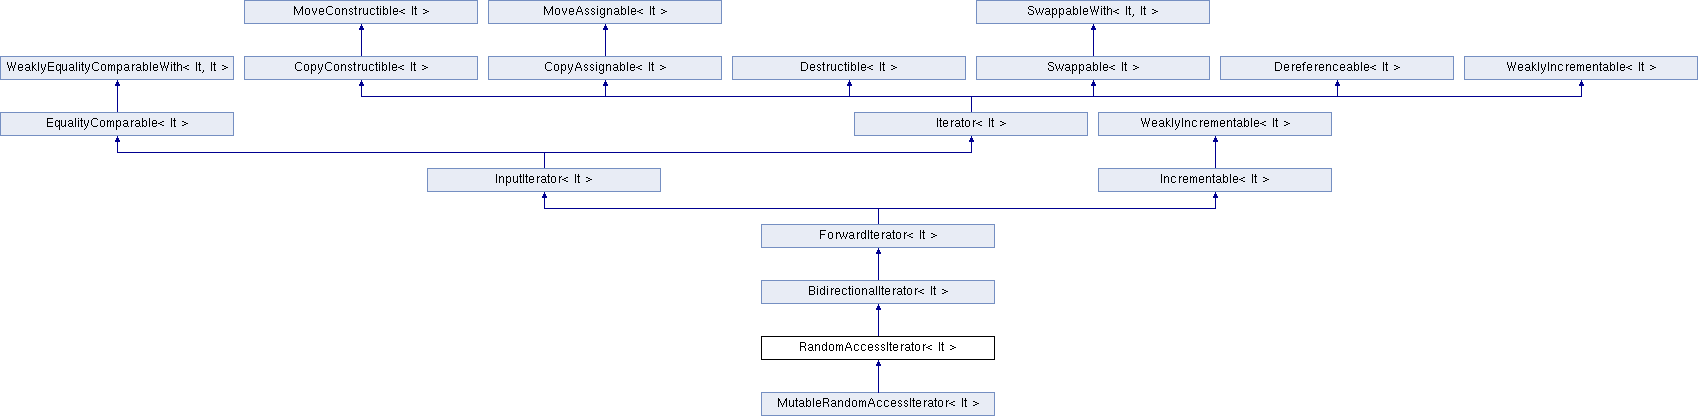 MoveConstructible< It >
MoveAssignable< It >
SwappableWith< It, It >
WeaklyEqualityComparableWith< It, It >
CopyConstructible< It >
CopyAssignable< It >
Destructible< It >
Swappable< It >
Dereferenceable< It >
WeaklyIncrementable< It >
EqualityComparable< It >
Iterator< It >
WeaklyIncrementable< It >
InputIterator< It >
Incrementable< It >
ForwardIterator< It >
BidirectionalIterator< It >
RandomAccessIterator< It >
MutableRandomAccessIterator< It >